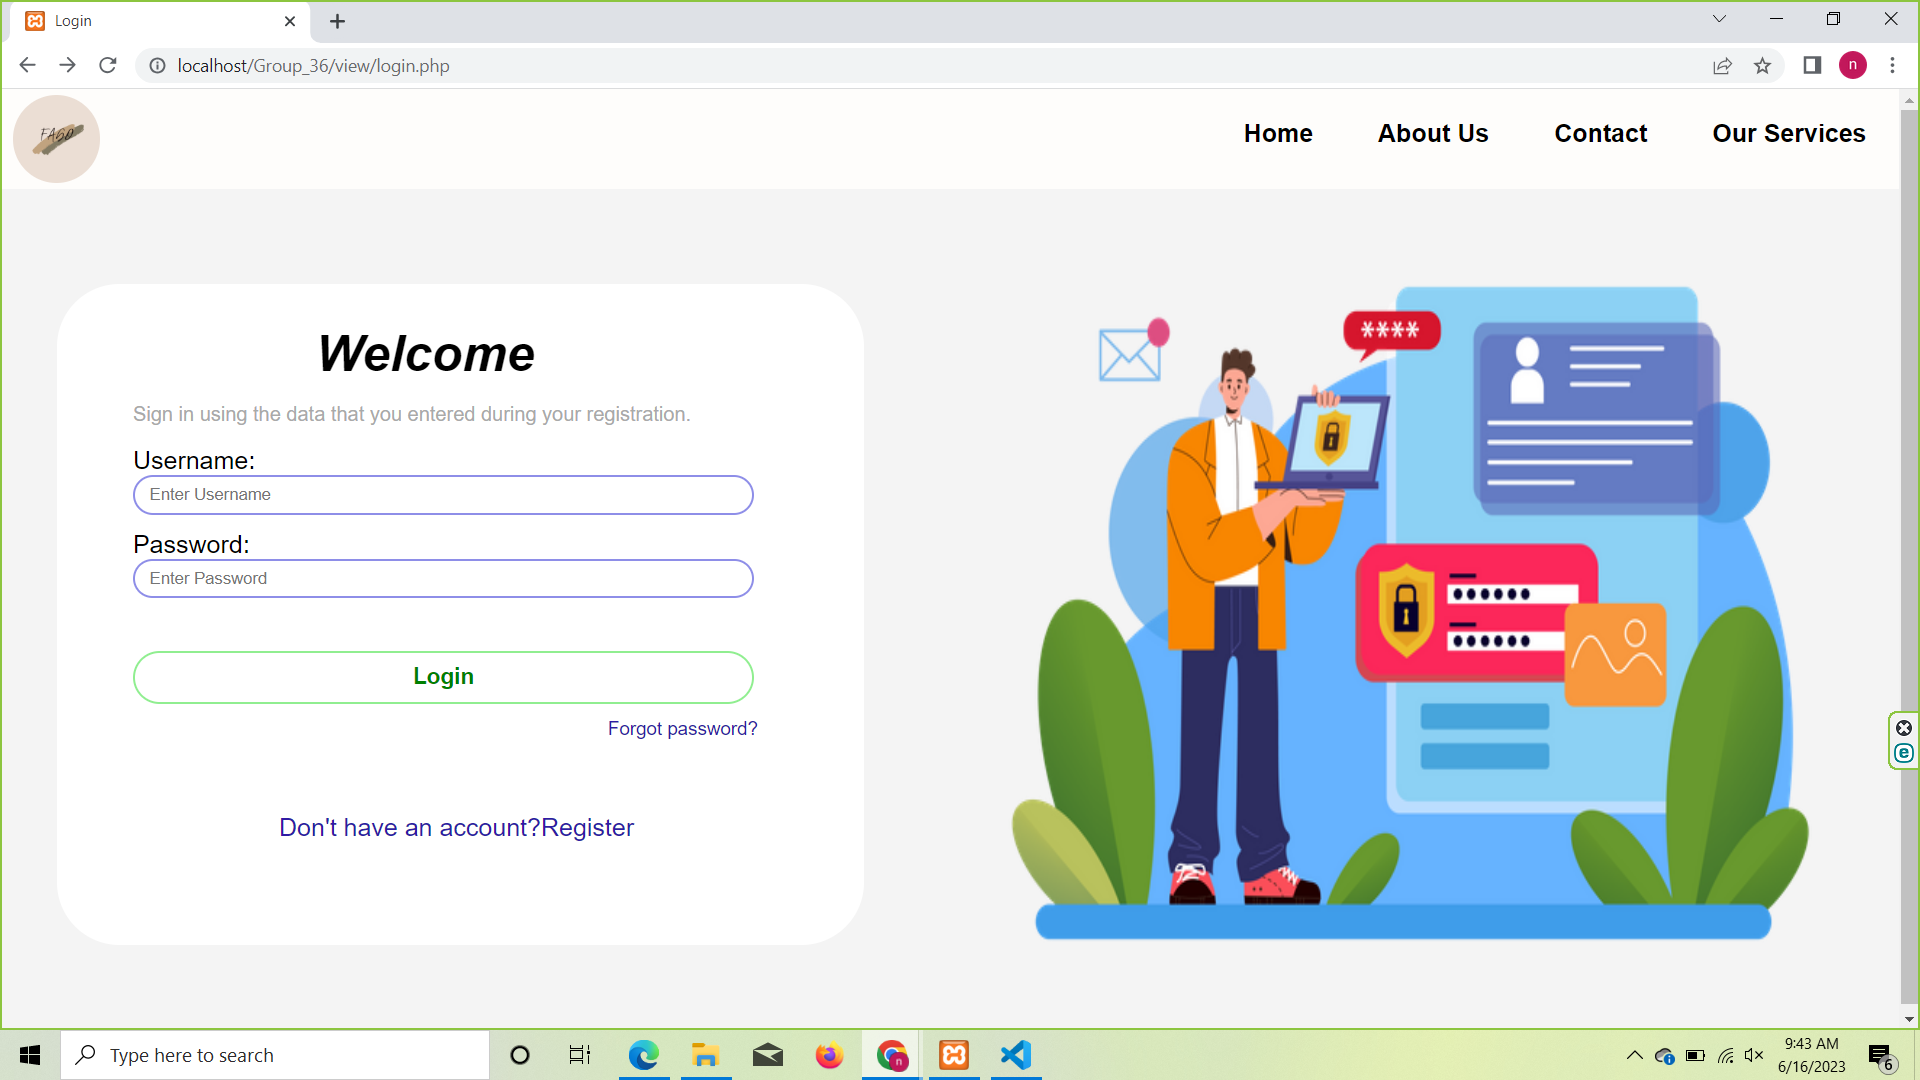 Login
localhost/Group_36/view/login.php
n
FASO
Home
About Us
Contact
Our Services
Welcome
Sign in using the data that you entered during your registration.
Username:
Enter Username
Password:
Enter Password
Login
Forgot password?
Don't have an account?Register
****
Type here to search
n
9:43 AM
6/16/2023
6